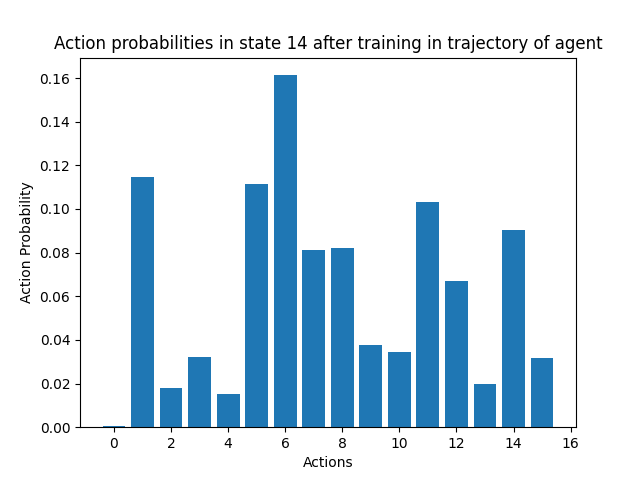 Action probabilities in state 14 after training in trajectory of agent
0.16
0.14
0.12
0.10
0.08
0.06
0.04
0.02
0.00
Action Probability
0 2 4 6 8 10 12 14 16
Actions